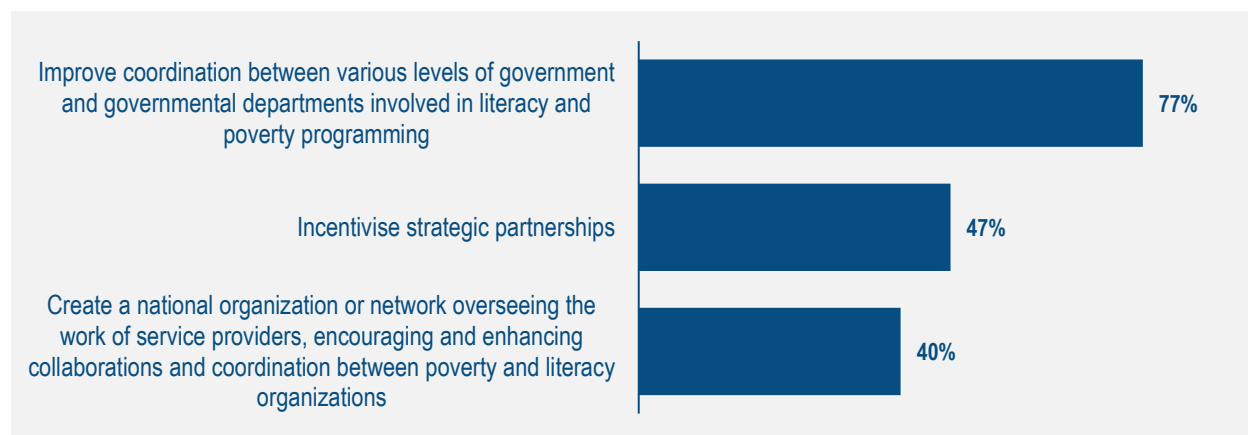 Improve coordination between various levels of government
and governmental departments involved in literacy and
poverty programming
77%
Incentivise strategic partnerships
47%
Create a national organization or network overseeing the
work of service providers, encouraging and enhancing
collaborations and coordination between poverty and literacy
organizations
40%